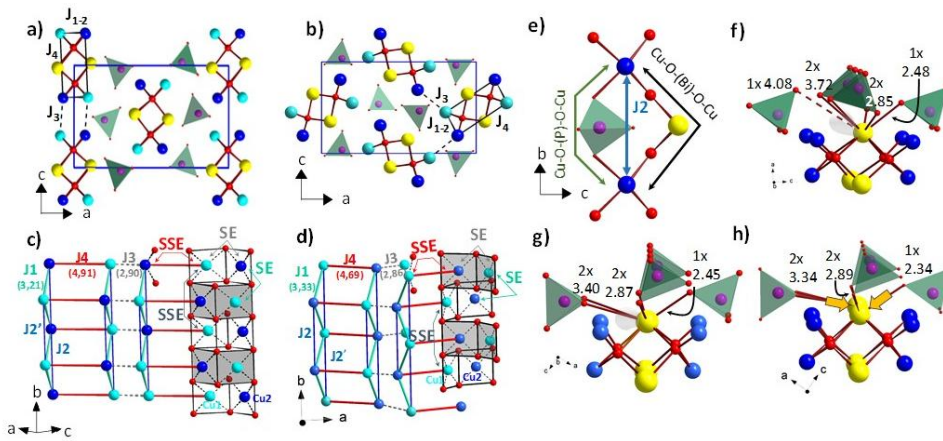 a)
J1-2
J4
J3
c
a
b)
J3
J1-2
J4
c
a
e)
Cu-O-(P)-O-Cu
J2
Cu-O-(Bi)-O-Cu
b
c
f)
1x 4.08
2x
3.72
2x
2.85
1x
2.48
a
b
c
c)
J1
(3,21)
J4
(4,91)
J3
(2,90)
SSE
SE
SE
J2'
SSE
J2
Cu1
Cu2
b
a
c
d)
J1
(3,33)
J4
(4,69)
J3
(2,86
SSE
SE
SE
J2
J2'
SSE
Cu1
Cu2
b
a
g)
2x
3.40
2x
2.87
1x
2.45
b
a
c
h)
2x
3.34
2x
2.89
1x
2.34
a
c